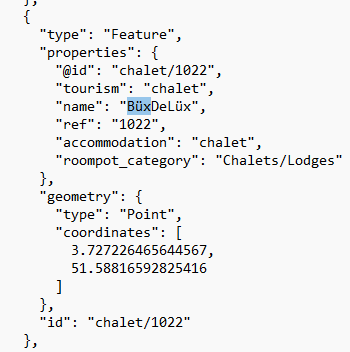 },
{
"type": "Feature",
"properties": {
"@id": "chalet/1022",
"tourism": "chalet",
"name": "BüxDeLüx",
"ref": "1022",
"accommodation": "chalet",
"roompot_category": "Chalets/Lodges"
},
"geometry": {
"type": "Point",
"coordinates": [
3.727226465644567,
51.58816592825416
]
},
"id": "chalet/1022"
},